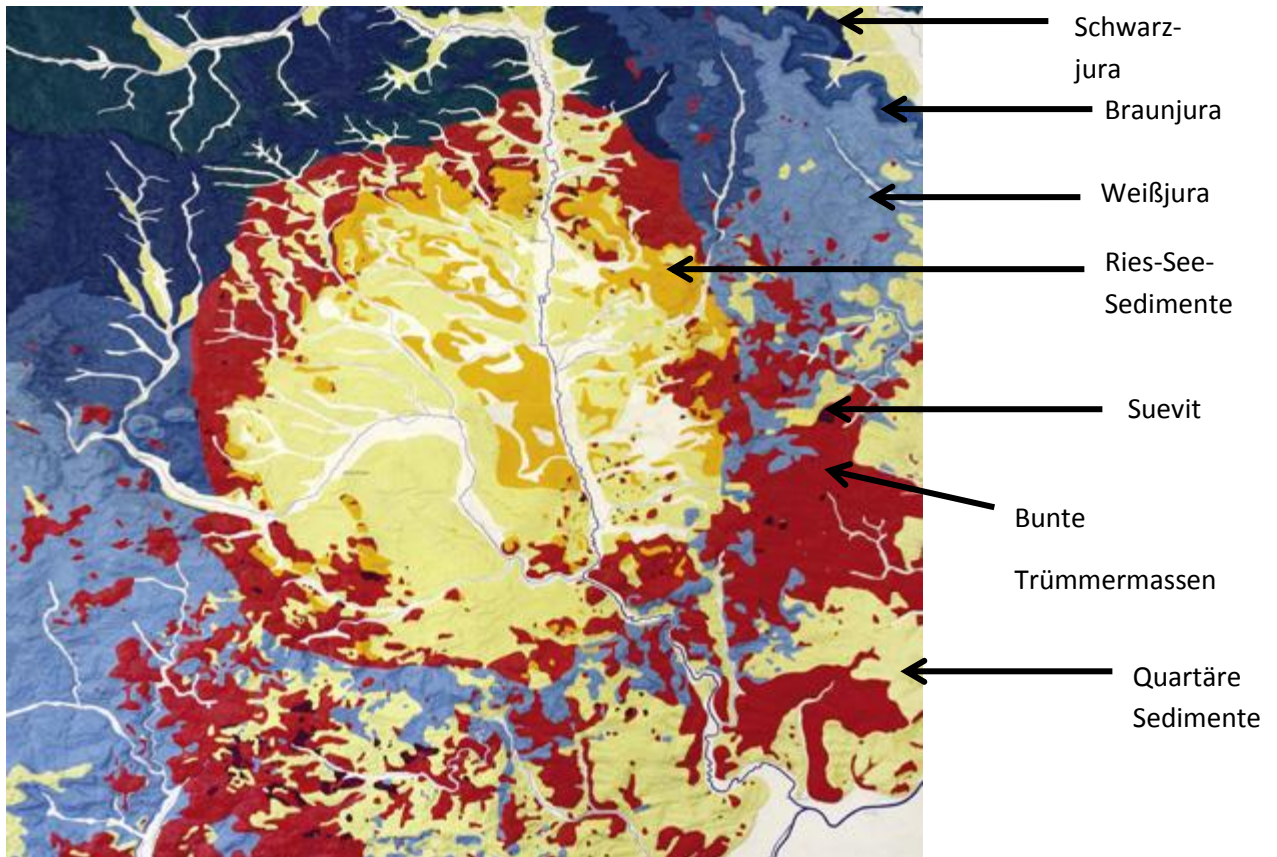 Schwarz-
jura
Braunjura
Weißjura
Ries-See-
Sedimente
Suevit
Bunte
Trümmermassen
Quartäre
Sedimente